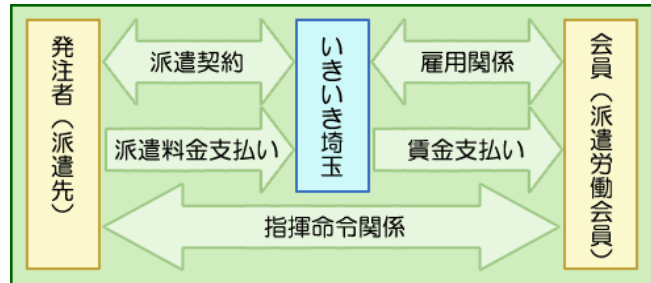 発注者（派遣先）
派遣契約
いきいき埼玉
雇用関係
会員（派遣労働会員）
派遣料金支払い
賃金支払い
指揮命令関係